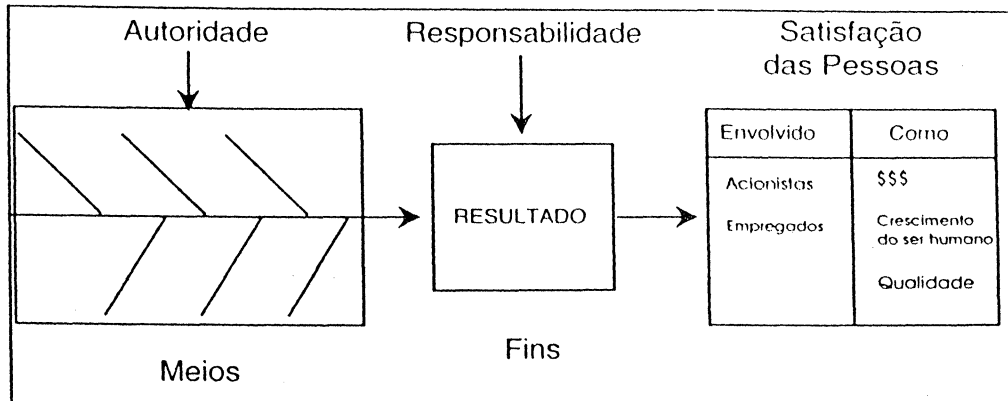 Autoridade
Responsabilidade
Satisfação
das Pessoas
Envolvido
Como
Acionistas
$$$
RESULTADO
Empregados
Crescimento
do ser humano
Qualidade
Meios
Fins